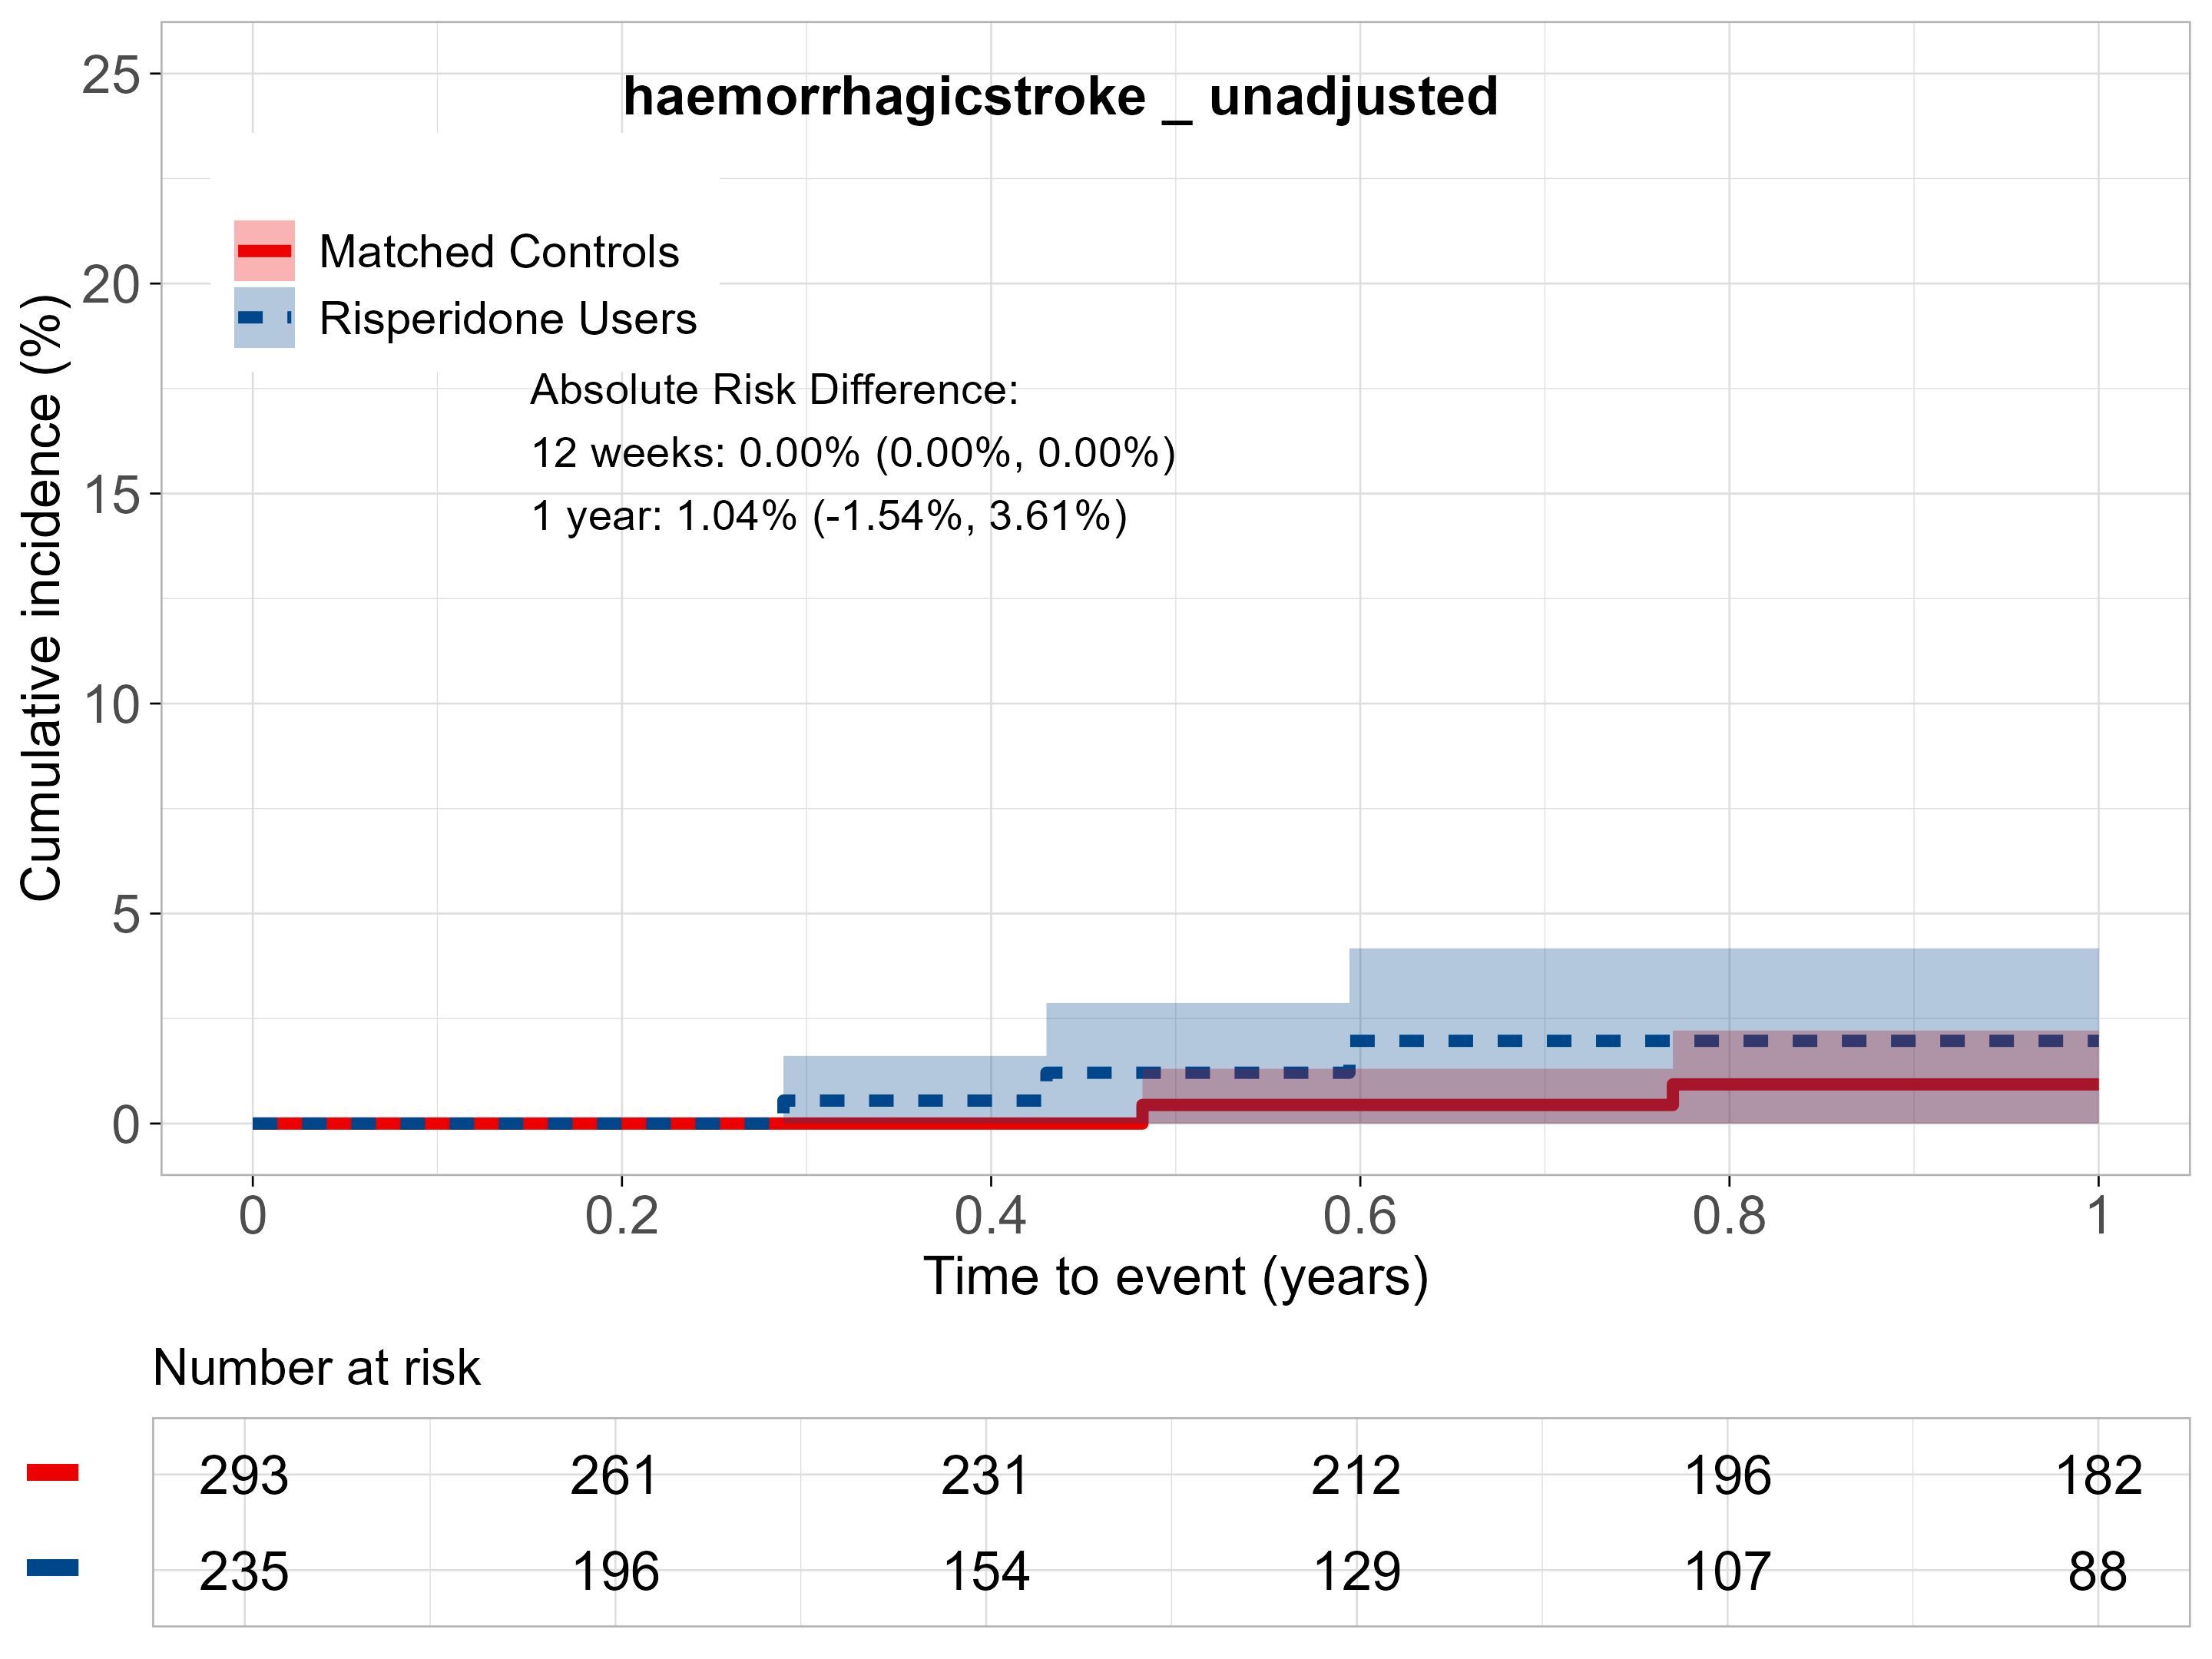 haemorrhagicstroke _ unadjusted
Matched Controls
Risperidone Users
Absolute Risk Difference:
12 weeks: 0.00% (0.00%, 0.00%)
1 year: 1.04% (-1.54%, 3.61%)
Cumulative incidence (%)
25
20
15
10
5
0
0 0.2 0.4 0.6 0.8 1
Time to event (years)
Number at risk
293 261 231 212 196 182
235 196 154 129 107 88